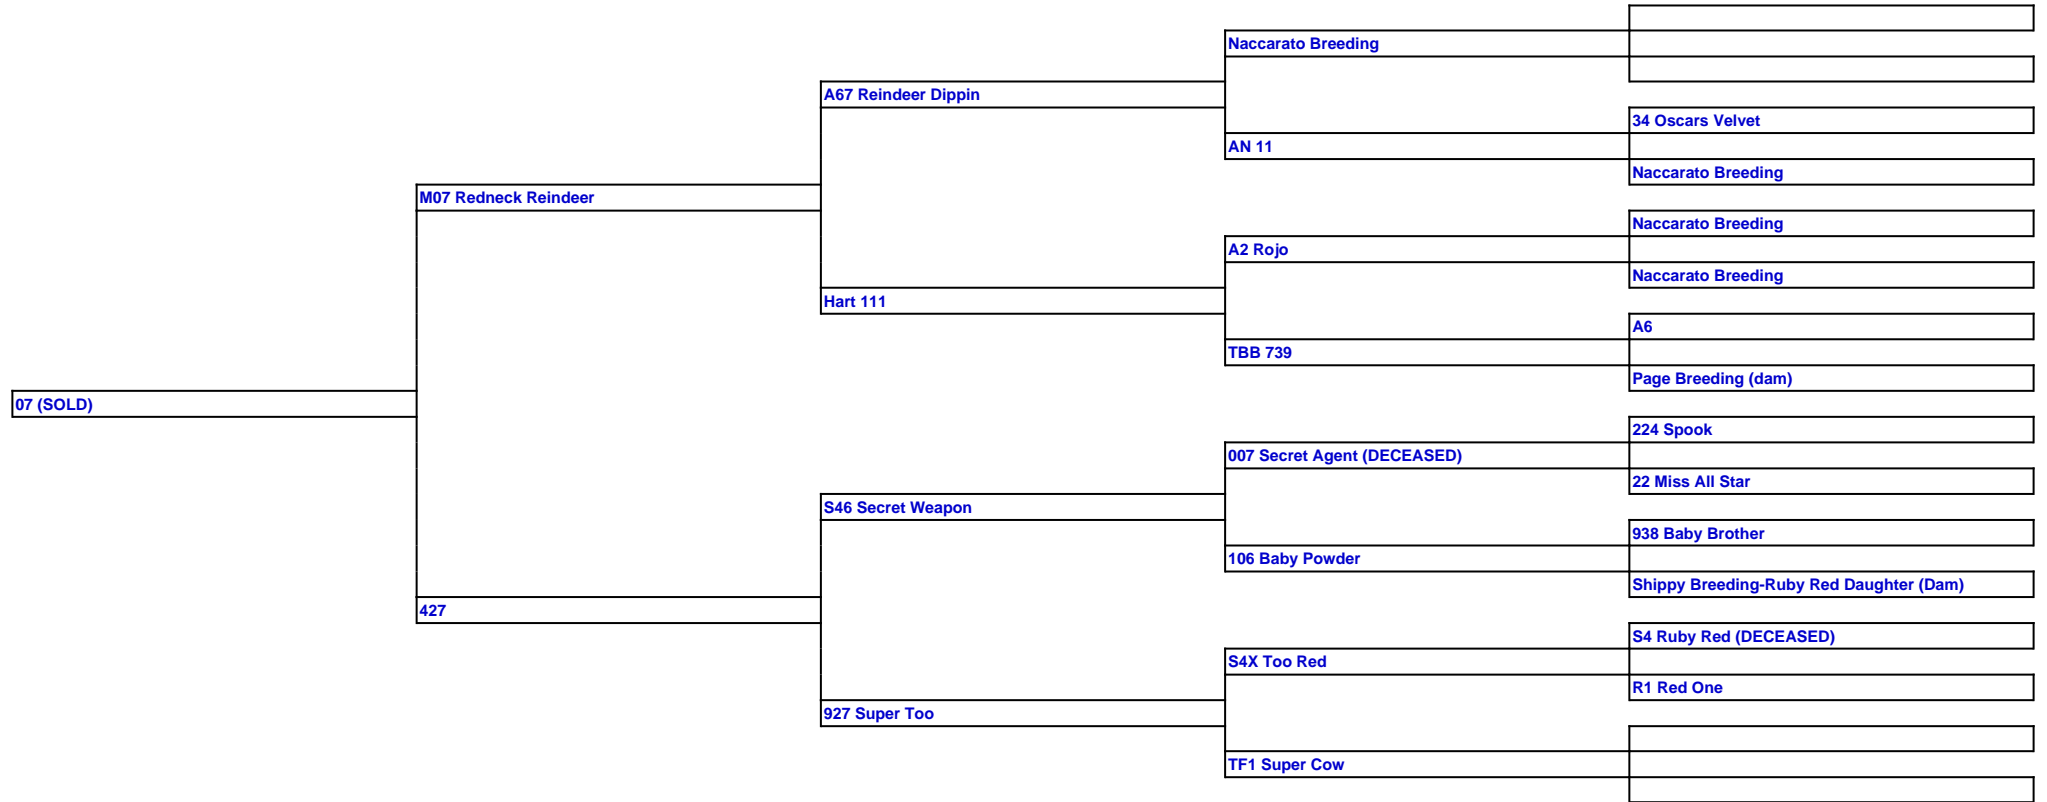 Naccarato Breeding
A67 Reindeer Dippin
34 Oscars Velvet
AN 11
Naccarato Breeding
M07 Redneck Reindeer
Naccarato Breeding
A2 Rojo
Naccarato Breeding
Hart 111
A6
TBB 739
Page Breeding (dam)
07 (SOLD)
224 Spook
007 Secret Agent (DECEASED)
22 Miss All Star
S46 Secret Weapon
938 Baby Brother
106 Baby Powder
Shippy Breeding-Ruby Red Daughter (Dam)
427
S4 Ruby Red (DECEASED)
S4X Too Red
R1 Red One
927 Super Too
TF1 Super Cow